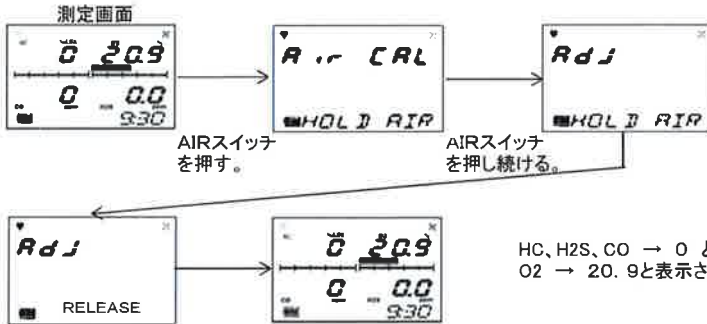 測定画面
0 20.9
0 0.0
9:30
AIRスイッチ
を押す。
Air CAL
HOLD AIR
AIRスイッチ
を押し続ける。
Adj
HOLD AIR
Adj
RELEASE
0 20.9
0 0.0
9:30
HC、H2S、CO → 0 と
O2 → 20.9と表示さ